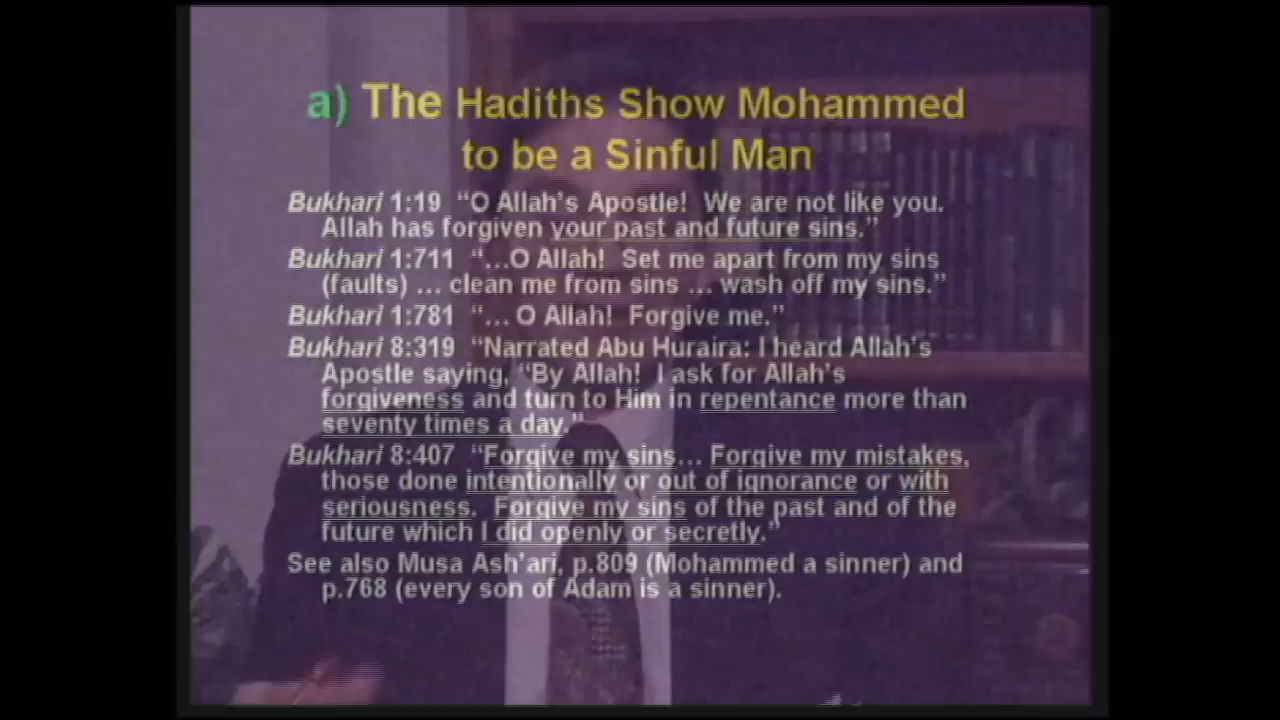 a) The Hadiths Show Mohammed
to be a Sinful Man
Bukhari 1:19 “O Allah’s Apostle! We are not like you.
Allah has forgiven your past and future sins.”
Bukhari 1:711 “…O Allah! Set me apart from my sins
(faults) … clean me from sins … wash off my sins.”
Bukhari 1:781 “… O Allah! Forgive me.”
Bukhari 8:319 “Narrated Abu Huraira: I heard Allah’s
Apostle saying, “By Allah! I ask for Allah’s
forgiveness and turn to Him in repentance more than
seventy times a day.”
Bukhari 8:407 “Forgive my sins… Forgive my mistakes,
those done intentionally or out of ignorance or with
seriousness. Forgive my sins of the past and of the
future which I did openly or secretly.”
See also Musa Ash’ari, p.809 (Mohammed a sinner) and
p.768 (every son of Adam is a sinner).